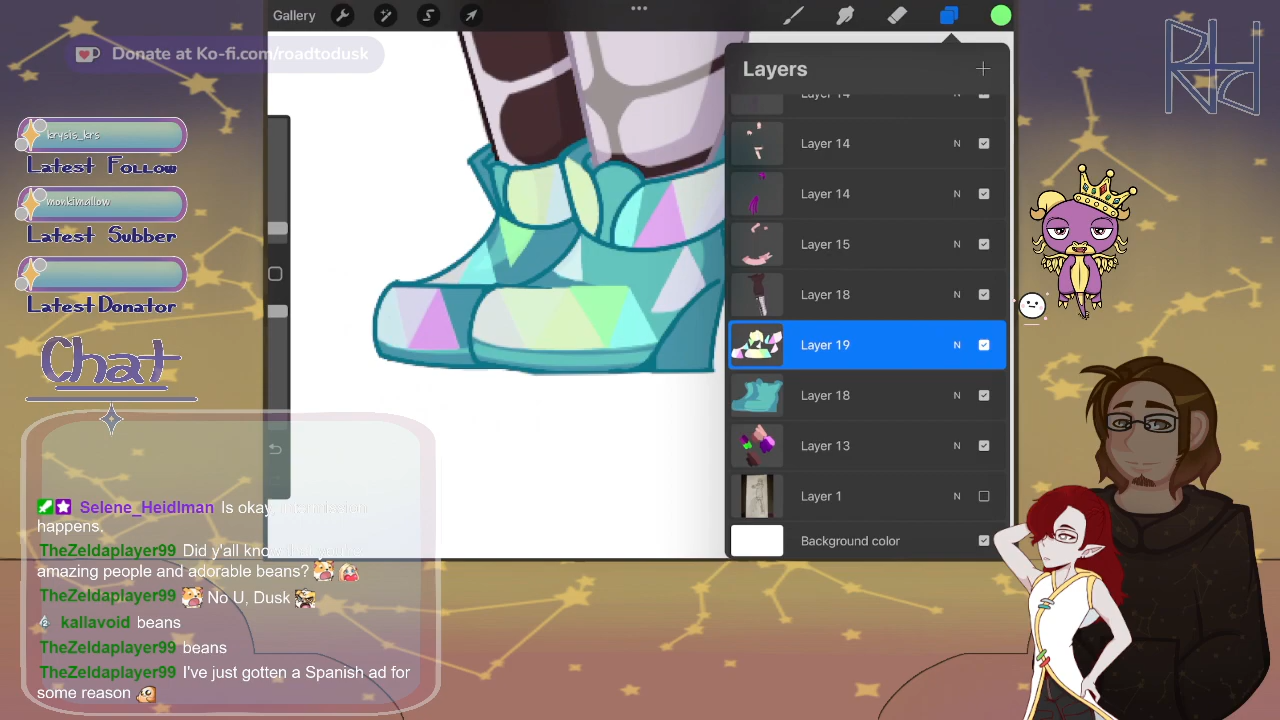 Gallery
Donate at Ko-fi.com/roadtodusk
Layers
Layer 14
Layer 14
Layer 14
Layer 15
Layer 18
Layer 19
Layer 18
Layer 13
Layer 1
Background color
N
N
N
N
N
N
N
N
krysis_krs
Latest Follow
monkimallow
Latest Subber
Latest Donator
Chat
Selene_Heidlman Is okay,
happens.
TheZeldaplayer99 Did y'all know
amazing people and adorable beans?
TheZeldaplayer99 No U, Dusk
kallavoid beans
TheZeldaplayer99 beans
TheZeldaplayer99 I've just gotten a Spanish ad for
some reason